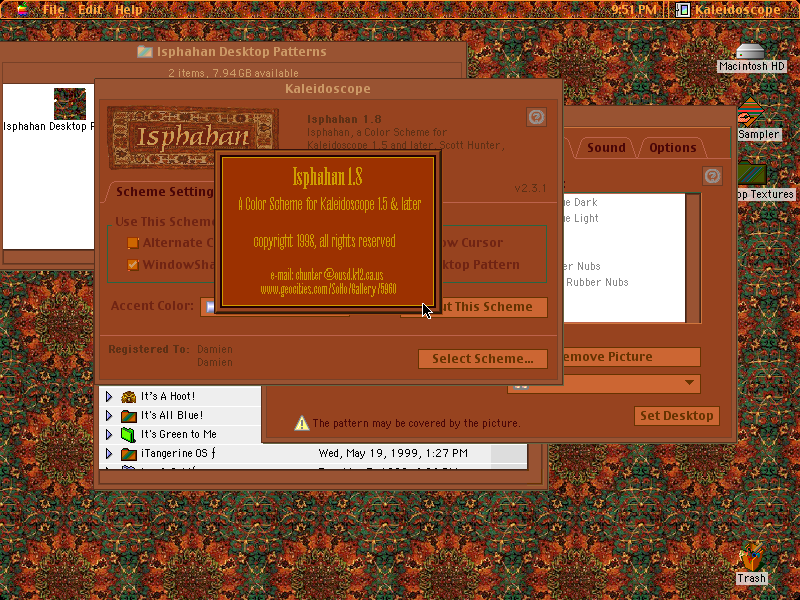 File Edit Help
9:51 PM
Kaleidoscope
Isphahan Desktop Patterns
2 items, 7.94 GB available
Isphahan Desktop P
Macintosh HD
Sampler
op Textures
Trash
Kaleidoscope
Isphahan
Isphahan 1.8
Isphahan, a Color Scheme for
Kaleidoscope 1.5 and later, Scott Hunter,
v2.3.1
Scheme Setting
Use This Scheme
Alternate C
WindowSha
ow Cursor
ktop Pattern
Accent Color:
ut This Scheme
Registered To: Damien
Damien
Select Scheme...
Isphahan 1.8
A Color Scheme for Kaleidoscope 1.5 & later
copyright 1998, all rights reserved
e-mail: chunter@ousd.k12.ca.us
www.geocities.com/SoHo/Gallery/5960
Sound
Options
ue Dark
ue Light
er Nubs
Rubber Nubs
emove Picture
The pattern may be covered by the picture.
Set Desktop
It's A Hoot!
It's All Blue!
It's Green to Me
iTangerine OS ƒ
Wed, May 19, 1999, 1:27 PM